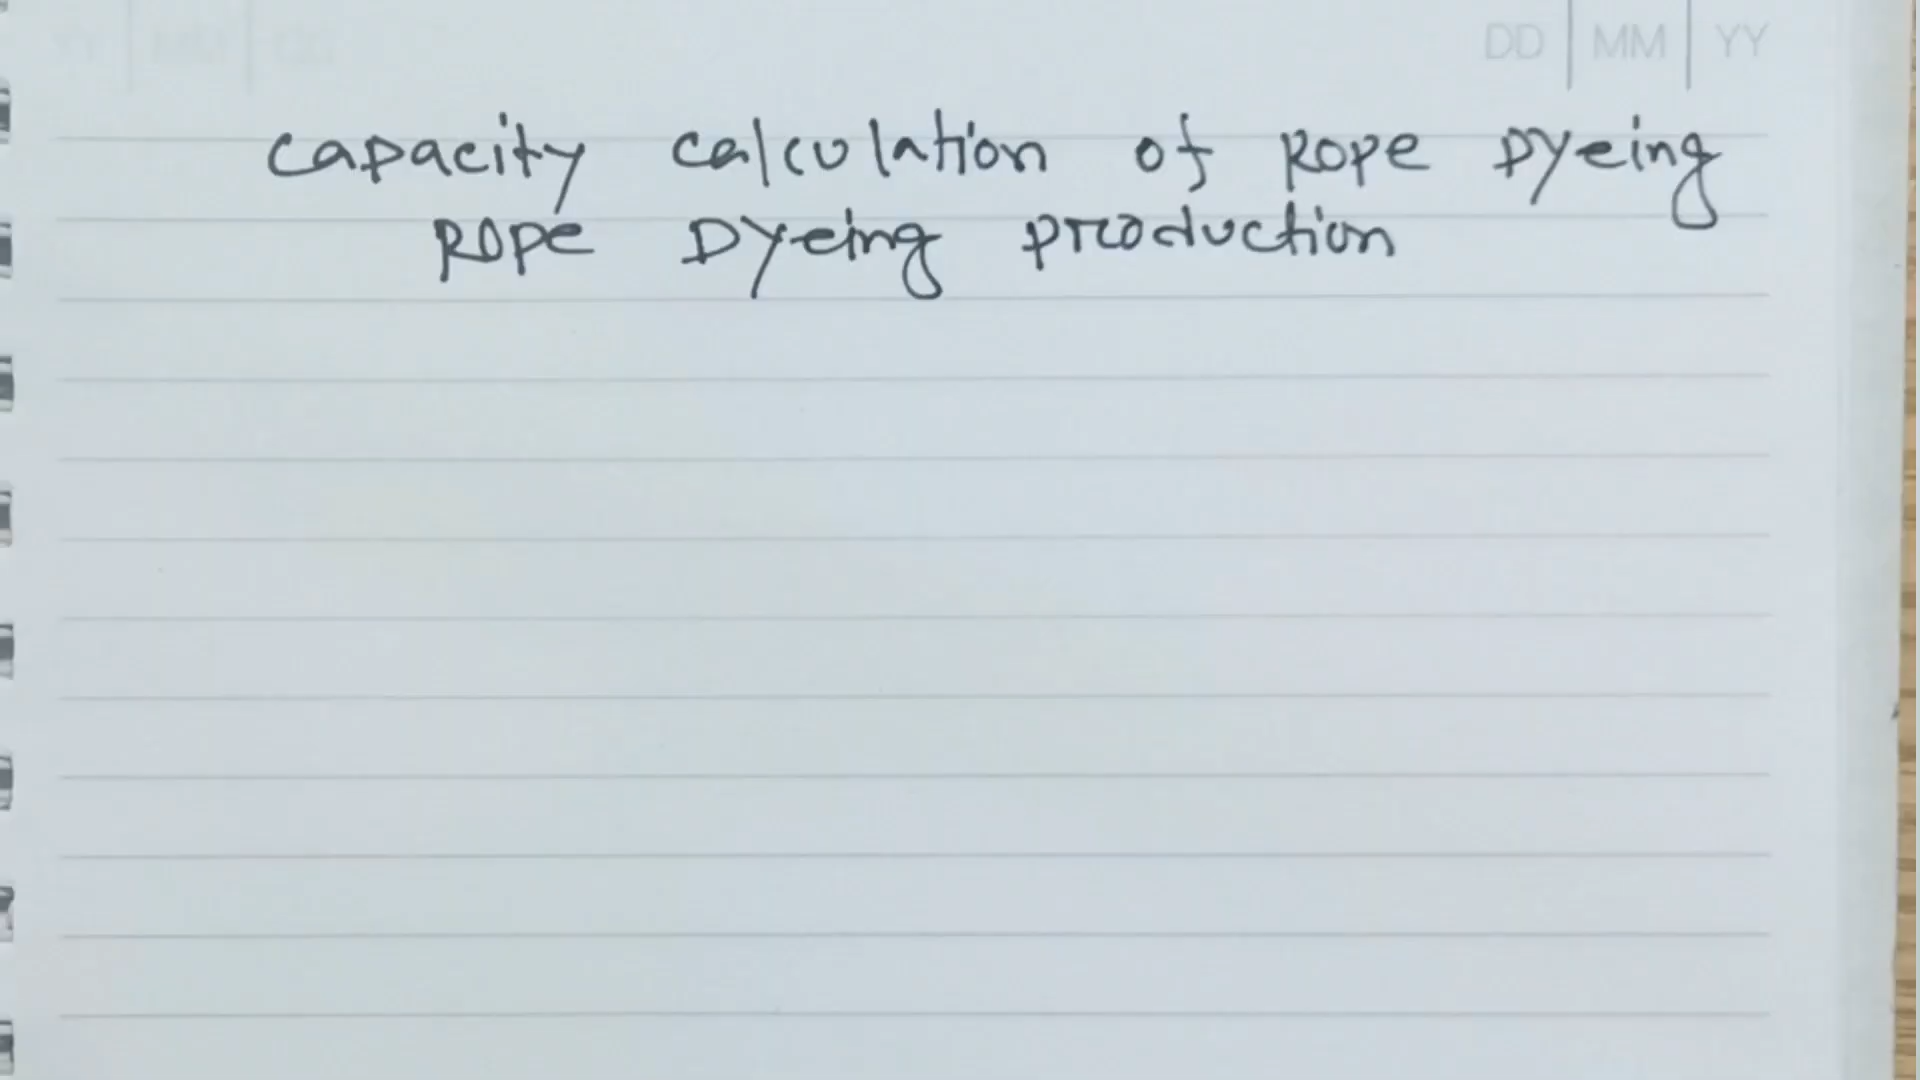 DD | MM | YY
capacity calculation of Rope Dyeing
Rope Dyeing production